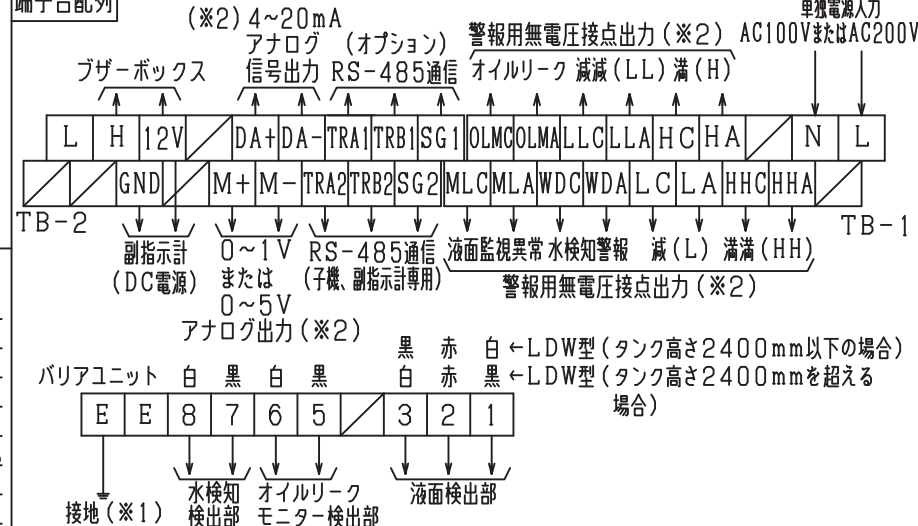 端子台配列
(※2) 4~20mA
アナログ
信号出力
(オプション)
RS-485通信
警報用無電圧接点出力(※2)
オイルリーク 減減(LL) 満(H)
単独電源入力
AC100VまたはAC200V
ブザーボックス
L H 12V DA+ DA- TRA1 TRB1 SG1 OLMC OLMA LLC LLA HC HA N L
GND M+ M- TRA2 TRB2 SG2 MLC MLA WDC WDA LC LA HHC HHA
TB-2
TB-1
副指示計
(DC電源)
0~1V
または
0~5V
アナログ出力(※2)
RS-485通信
(子機、副指示計専用)
液面監視異常 水検知警報 減(L) 満満(HH)
警報用無電圧接点出力(※2)
黒 赤 白 ←LDW型(タンク高さ2400mm以下の場合)
バリアユニット 白 黒 白 黒 白 赤 黒 ←LDW型(タンク高さ2400mmを超える
場合)
E E 8 7 6 5 3 2 1
接地(※1)
水検知
検出部
オイルリーク
モニター検出部
液面検出部